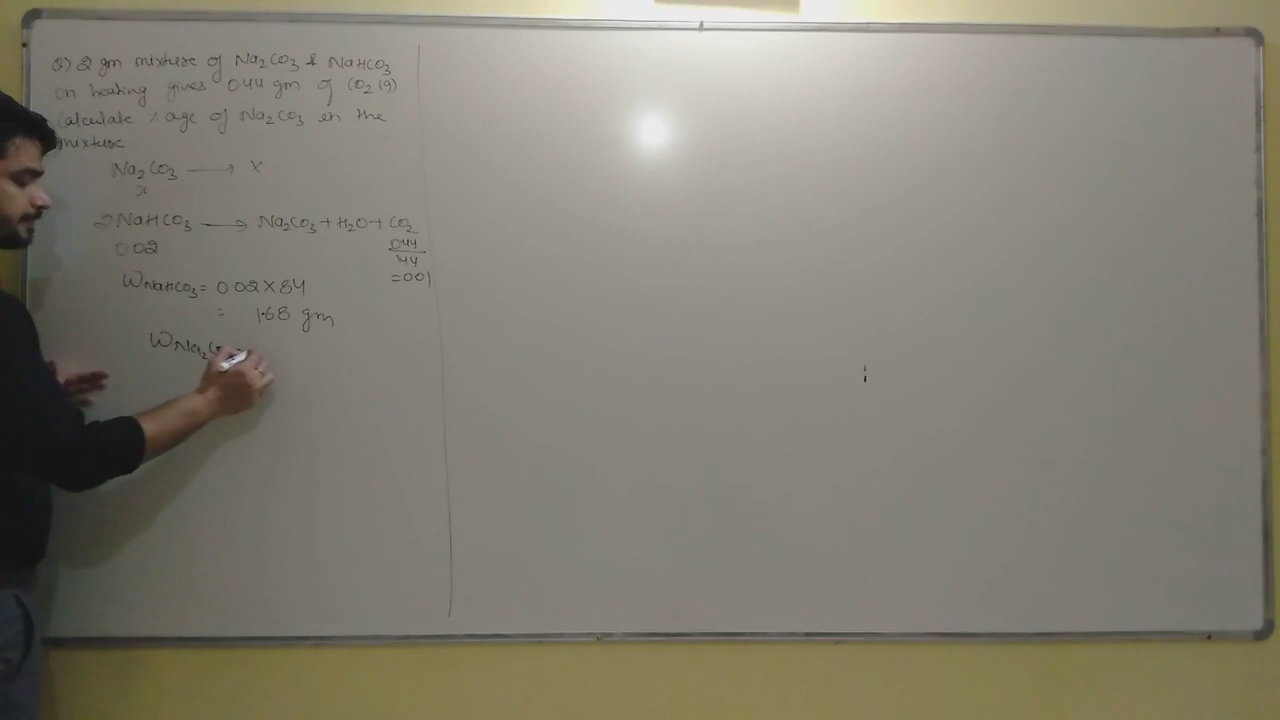 Q) 2 gm mixture of Na2CO3 & NaHCO3
on heating gives 0.44 gm of CO2 (g)
Calculate % age of Na2CO3 in the
mixture
Na2CO3 → X
x
2NaHCO3 → Na2CO3 + H2O + CO2
0.02
0.44
44
= 0.01
WNaHCO3 = 0.02 × 84
= 1.68 gm
WNa2CO